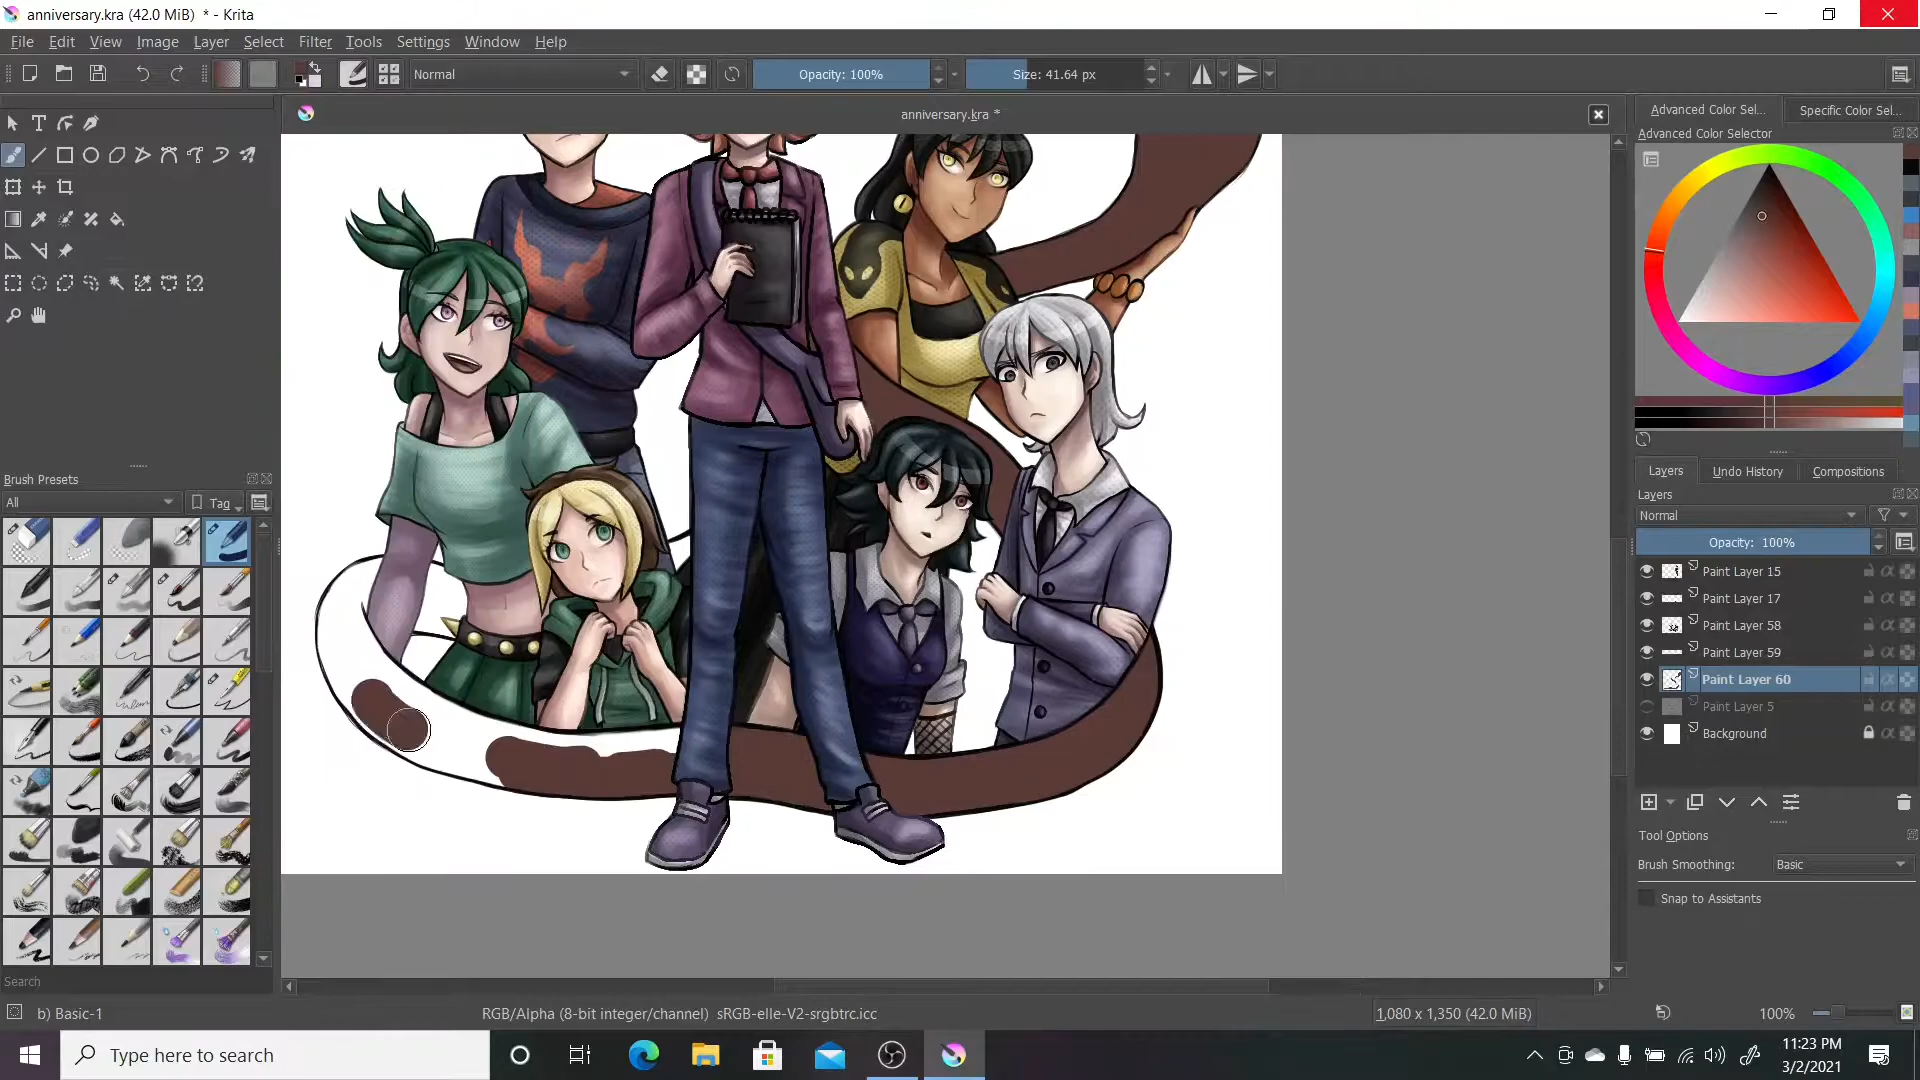 anniversary.kra (42.0 MiB)  * - Krita
File Edit View Image Layer Select Filter Tools Settings Window Help
Normal Opacity: 100% Size: 41.64 px
anniversary.kra *
Advanced Color Sel... Specific Color Sel...
Advanced Color Selector
Brush Presets
All Tag
Layers Undo History Compositions
Layers
Normal
Opacity: 100%
Paint Layer 15
Paint Layer 17
Paint Layer 58
Paint Layer 59
Paint Layer 60
Paint Layer 5
Background
Tool Options
Brush Smoothing: Basic
Snap to Assistants
Search
b) Basic-1 RGB/Alpha (8-bit integer/channel)  sRGB-elle-V2-srgbtrc.icc 1,080 x 1,350 (42.0 MiB) 100%
Type here to search
11:23 PM
3/2/2021